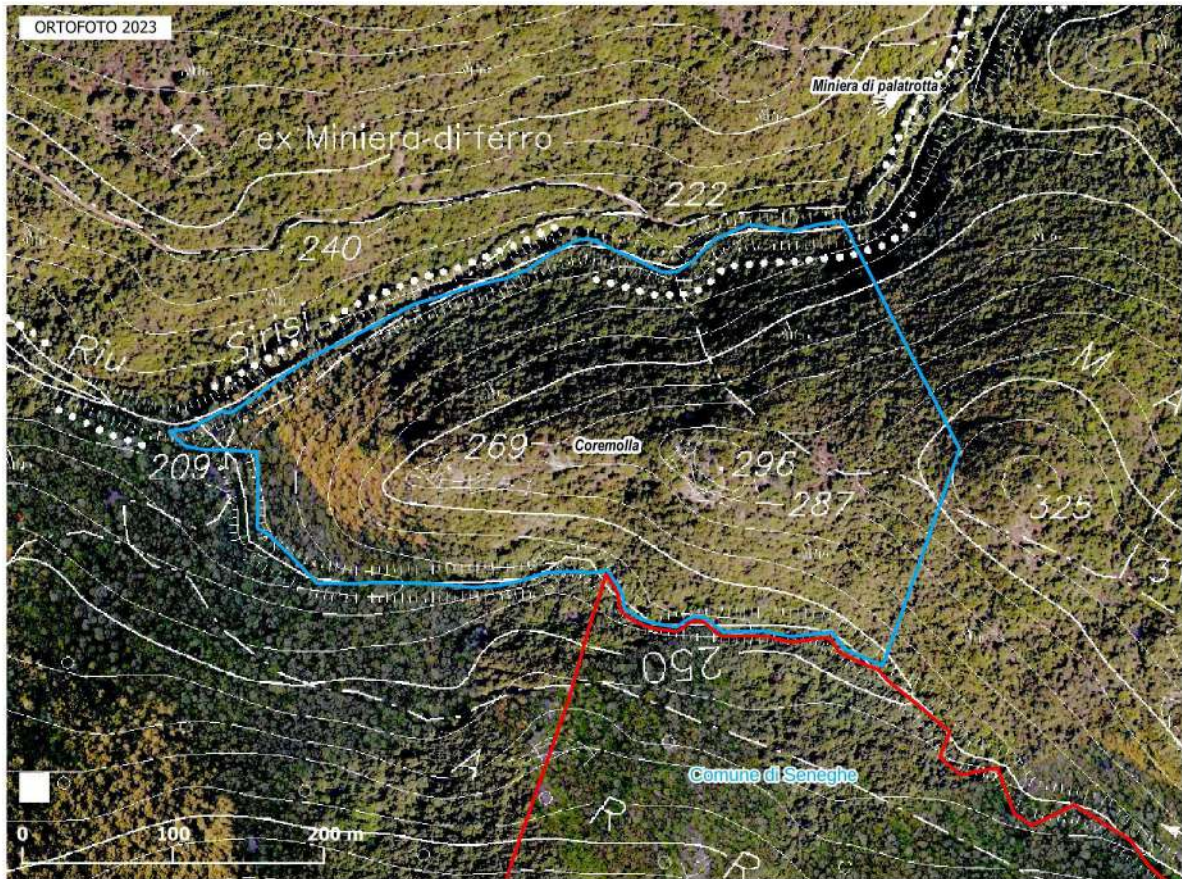 ORTOFOTO 2023
Miniera di palatrotta
ex Miniera di ferro
222
240
Riu Sirisi
M
A
209
269
Coremolla
296
287
325
3
250
A
Comune di Seneghe
R
R
0 100 200 m